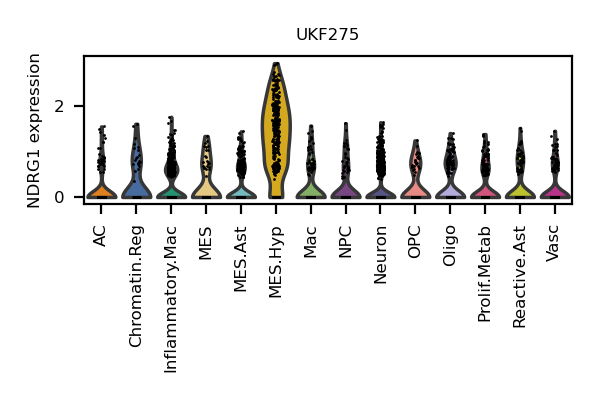 UKF275
NDRG1 expression
2
0
AC
Chromatin.Reg
Inflammatory.Mac
MES
MES.Ast
MES.Hyp
Mac
NPC
Neuron
OPC
Oligo
Prolif.Metab
Reactive.Ast
Vasc